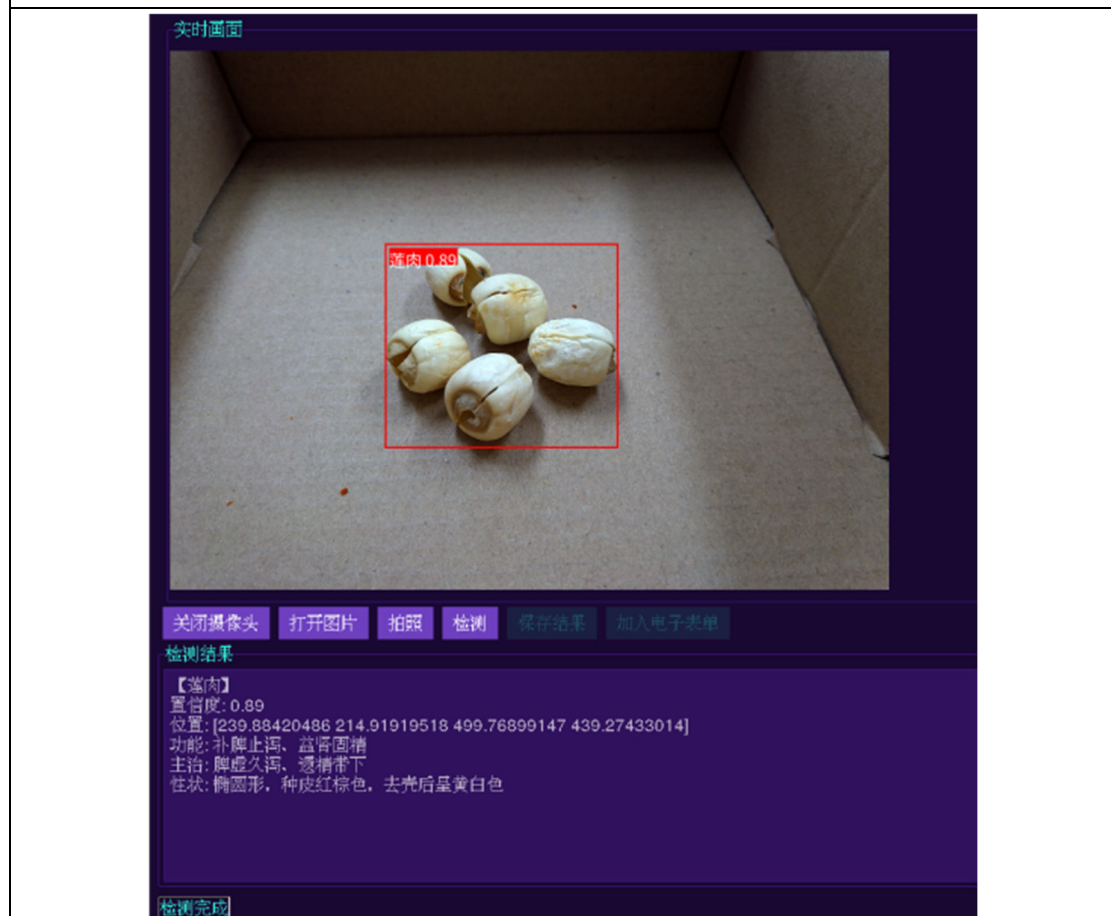 实时画面
莲肉 0.89
关闭摄像头 打开图片 拍照 检测 保存结果 加入电子表单
检测结果
【莲肉】
置信度: 0.89
位置: [239.88420486 214.91919518 499.76899147 439.27433014]
功能: 补脾止泻、益肾固精
主治: 脾虚久泻、遗精带下
性状: 椭圆形，种皮红棕色，去壳后呈黄白色
检测完成